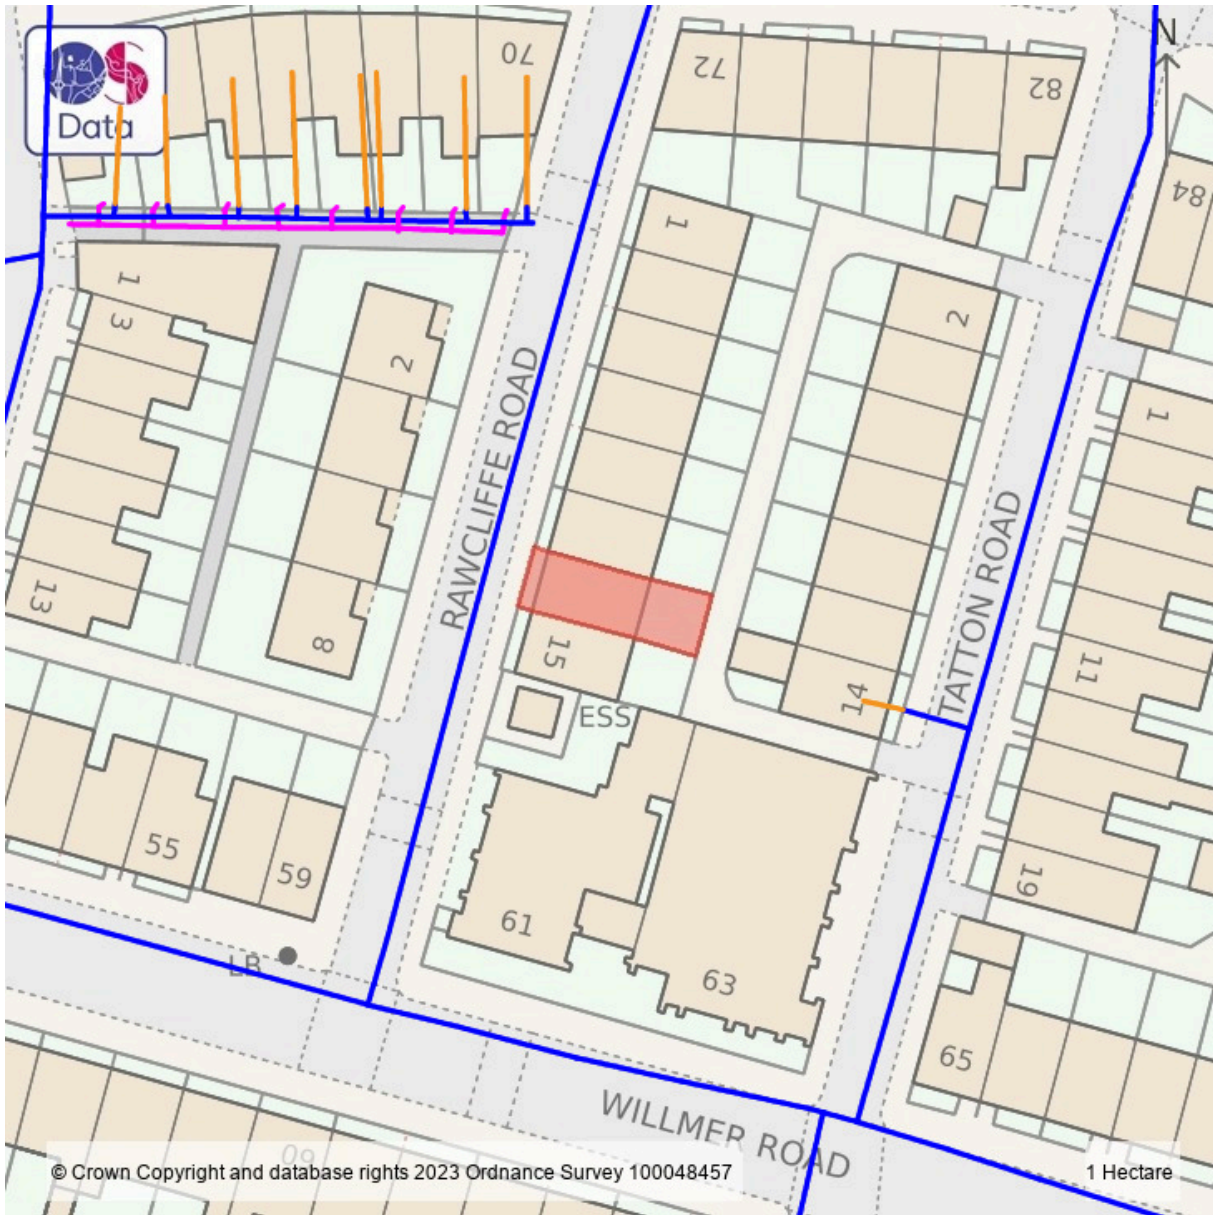 N
OS
Data
70
72
82
84
1
1
3
2
2
1
RAWCLIFFE ROAD
TATTON ROAD
13
8
15
11
14
ESS
55
59
61
63
19
LB
65
WILLMER ROAD
60
© Crown Copyright and database rights 2023 Ordnance Survey 100048457
1 Hectare